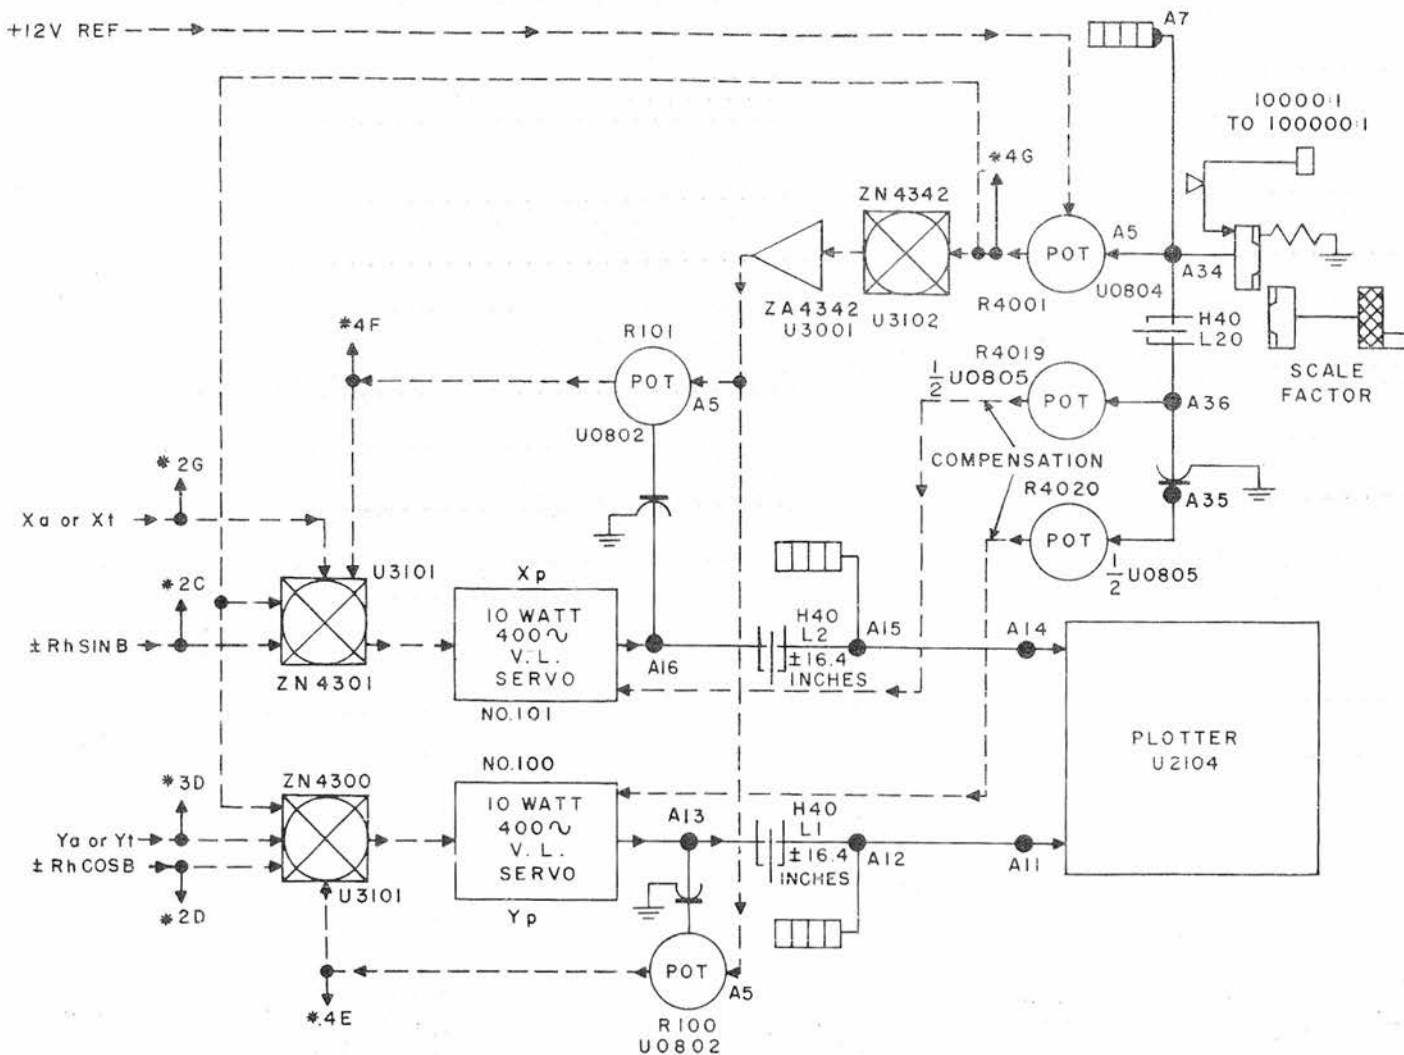 +12V REF
A7
10000:1
TO 100000:1
*4G
ZN 4342
POT
A5
U0804
A34
R4001
ZA 4342
U3001
U3102
H40
L20
SCALE
FACTOR
*4F
R101
POT
A5
U0802
R4019
1/2 U0805
POT
A36
COMPENSATION
R4020
A35
POT
1/2 U0805
*2G
Xa or Xt
*2C
± Rh SIN B
U3101
ZN 4301
Xp
10 WATT
400~
V. L.
SERVO
NO.101
A16
H40
L2
±16.4
INCHES
A15
A14
PLOTTER
U2104
NO.100
10 WATT
400~
V. L.
SERVO
Yp
ZN 4300
*3D
Ya or Yt
± Rh COS B
*2D
U3101
A13
H40
L1
±16.4
INCHES
A12
A11
POT
A5
R100
U0802
*4E